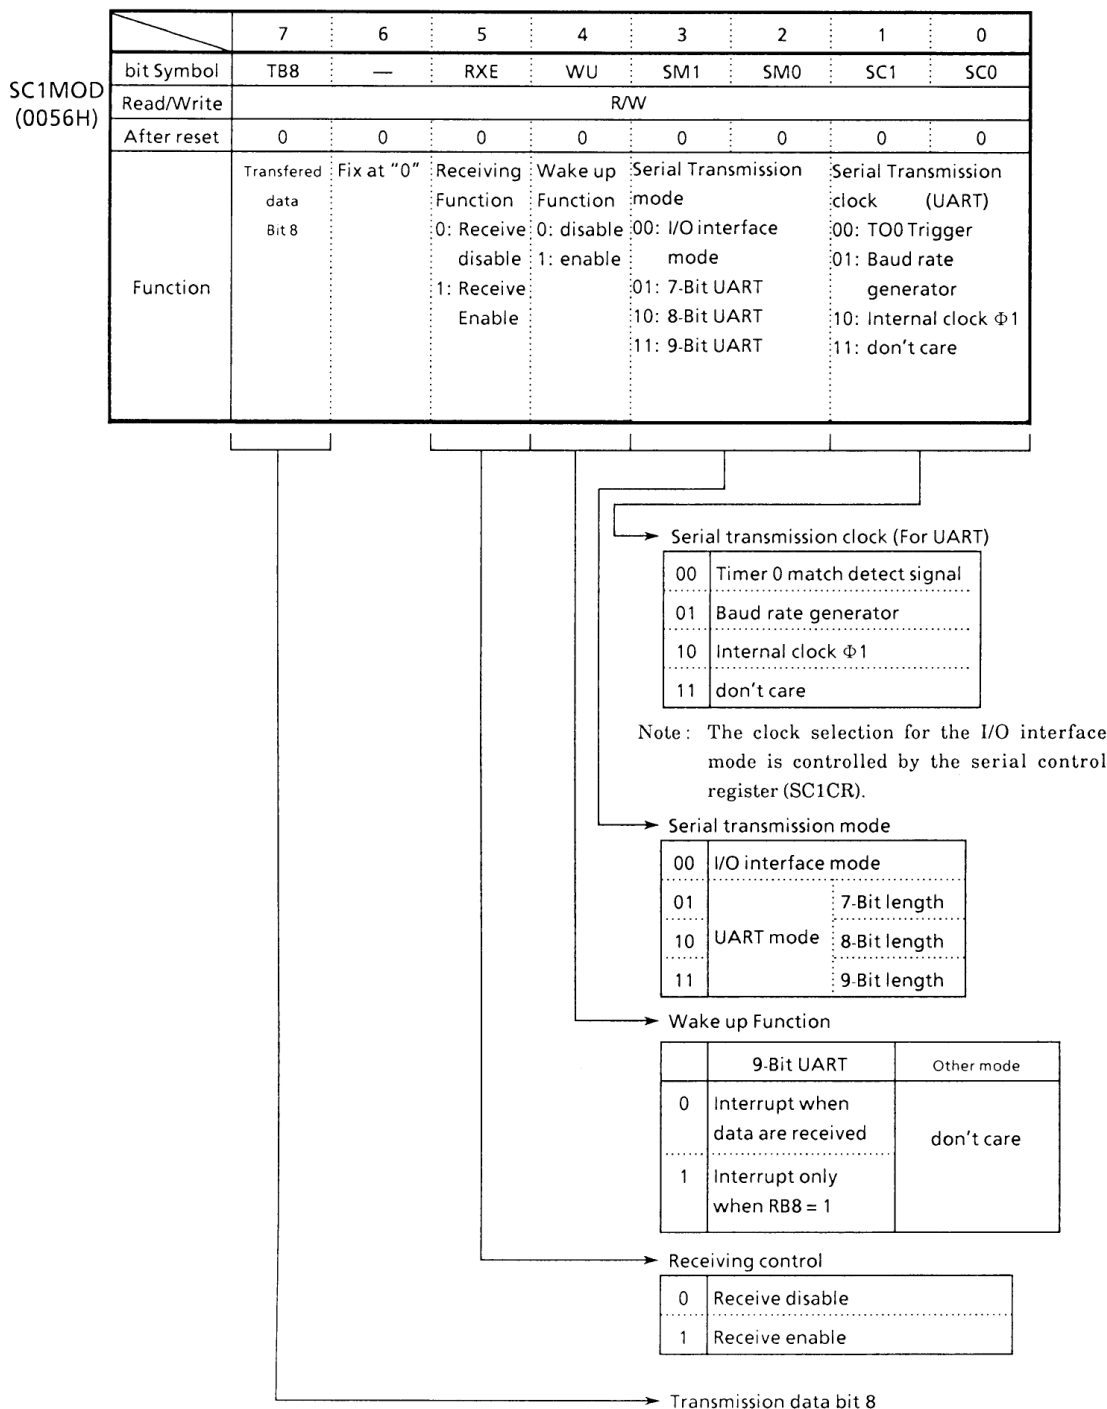 7 6 5 4 3 2 1 0
SC1MOD
(0056H)
bit Symbol TB8 — RXE WU SM1 SM0 SC1 SC0
Read/Write R/W
After reset 0 0 0 0 0 0 0 0
Function
Transfered
data
Bit 8
Fix at "0"
Receiving
Function
0: Receive
disable
1: Receive
Enable
Wake up
Function
0: disable
1: enable
Serial Transmission
mode
00: I/O interface
mode
01: 7-Bit UART
10: 8-Bit UART
11: 9-Bit UART
Serial Transmission
clock (UART)
00: TO0 Trigger
01: Baud rate
generator
10: Internal clock Φ1
11: don't care
Serial transmission clock (For UART)
00 Timer 0 match detect signal
01 Baud rate generator
10 Internal clock Φ1
11 don't care
Note : The clock selection for the I/O interface
mode is controlled by the serial control
register (SC1CR).
Serial transmission mode
00 I/O interface mode
01 7-Bit length
10 UART mode 8-Bit length
11 9-Bit length
Wake up Function
9-Bit UART Other mode
0 Interrupt when
data are received
don't care
1 Interrupt only
when RB8 = 1
Receiving control
0 Receive disable
1 Receive enable
Transmission data bit 8